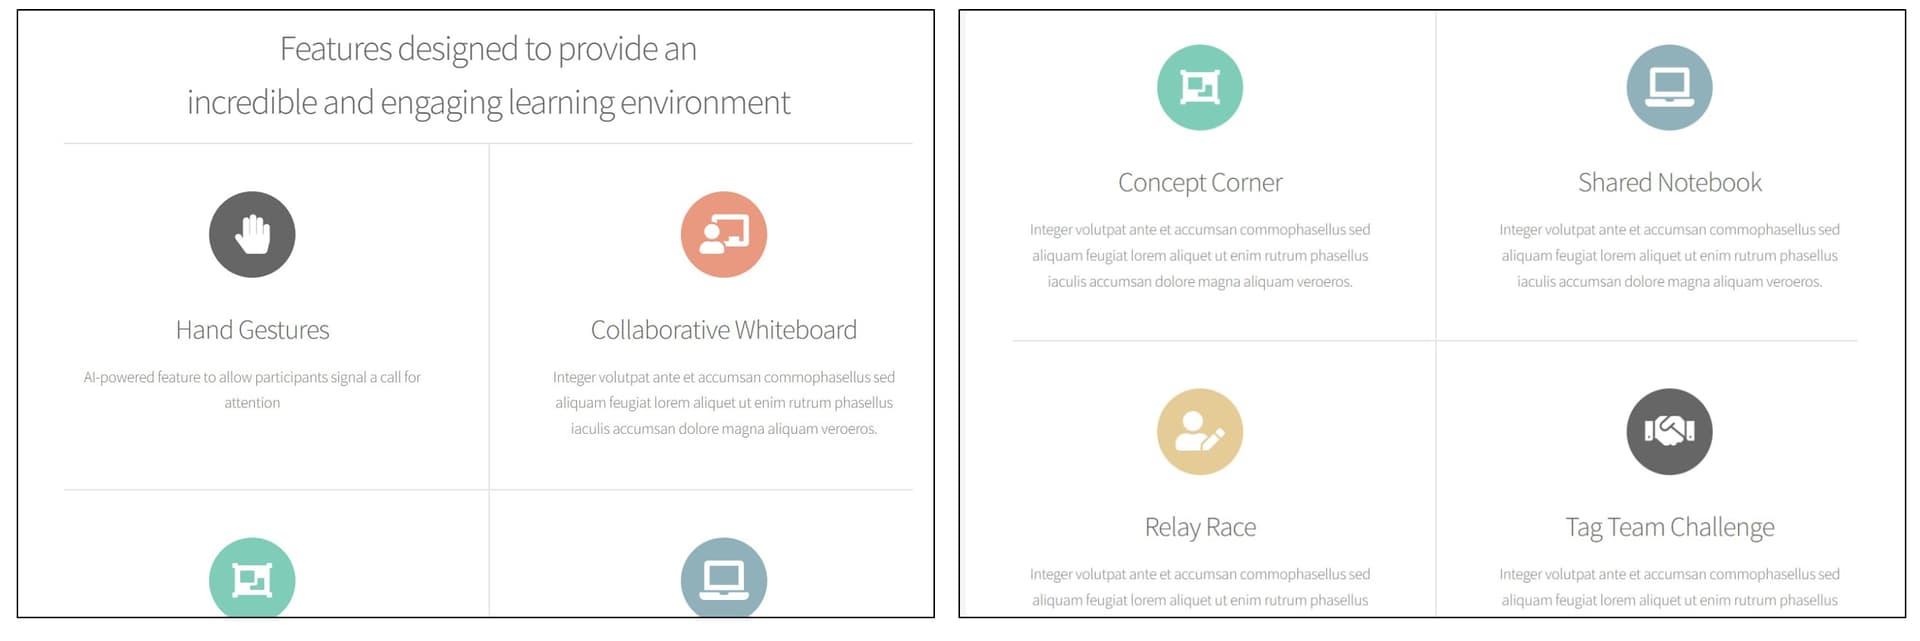 Features designed to provide an
incredible and engaging learning environment
Hand Gestures
AI-powered feature to allow participants signal a call for
attention
Collaborative Whiteboard
Integer volutpat ante et accumsan commophasellus sed
aliquam feugiat lorem aliquet ut enim rutrum phasellus
iaculis accumsan dolore magna aliquam veroeros.
Concept Corner
Integer volutpat ante et accumsan commophasellus sed
aliquam feugiat lorem aliquet ut enim rutrum phasellus
iaculis accumsan dolore magna aliquam veroeros.
Shared Notebook
Integer volutpat ante et accumsan commophasellus sed
aliquam feugiat lorem aliquet ut enim rutrum phasellus
iaculis accumsan dolore magna aliquam veroeros.
Relay Race
Integer volutpat ante et accumsan commophasellus sed
aliquam feugiat lorem aliquet ut enim rutrum phasellus
Tag Team Challenge
Integer volutpat ante et accumsan commophasellus sed
aliquam feugiat lorem aliquet ut enim rutrum phasellus